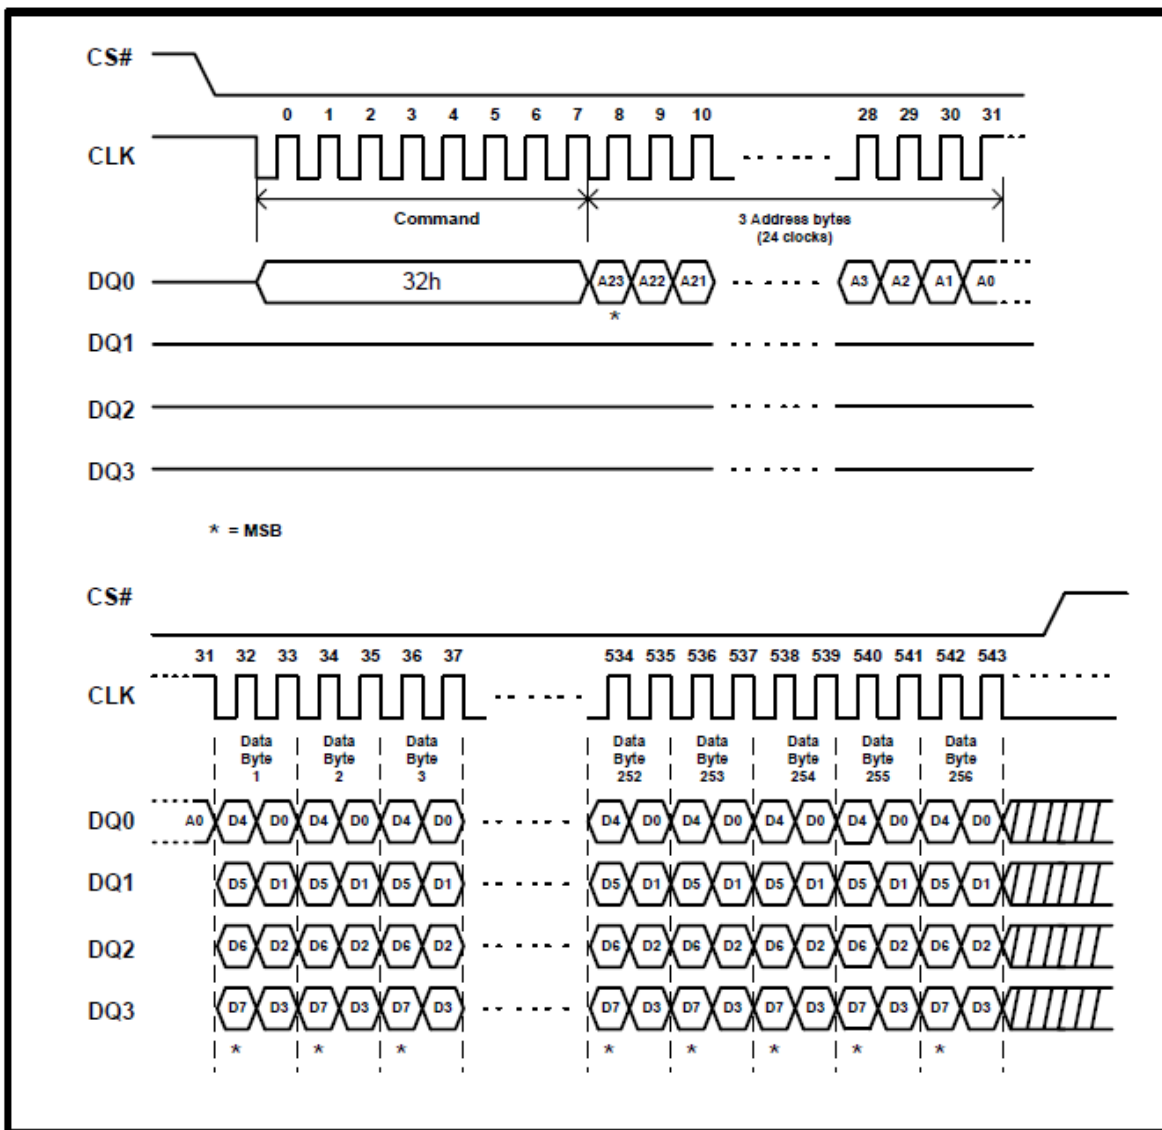 CS#
0 1 2 3 4 5 6 7 8 9 10 28 29 30 31
CLK
Command
3 Address bytes
(24 clocks)
DQ0 32h A23 A22 A21 A3 A2 A1 A0
*
DQ1
DQ2
DQ3
* = MSB
CS#
31 32 33 34 35 36 37 534 535 536 537 538 539 540 541 542 543
CLK
Data Data Data Data Data Data Data Data
Byte Byte Byte Byte Byte Byte Byte Byte
1 2 3 252 253 254 255 256
DQ0 A0 D4 D0 D4 D0 D4 D0 D4 D0 D4 D0 D4 D0 D4 D0 D4 D0
DQ1 D5 D1 D5 D1 D5 D1 D5 D1 D5 D1 D5 D1 D5 D1 D5 D1
DQ2 D6 D2 D6 D2 D6 D2 D6 D2 D6 D2 D6 D2 D6 D2 D6 D2
DQ3 D7 D3 D7 D3 D7 D3 D7 D3 D7 D3 D7 D3 D7 D3 D7 D3
* * * * * * * *